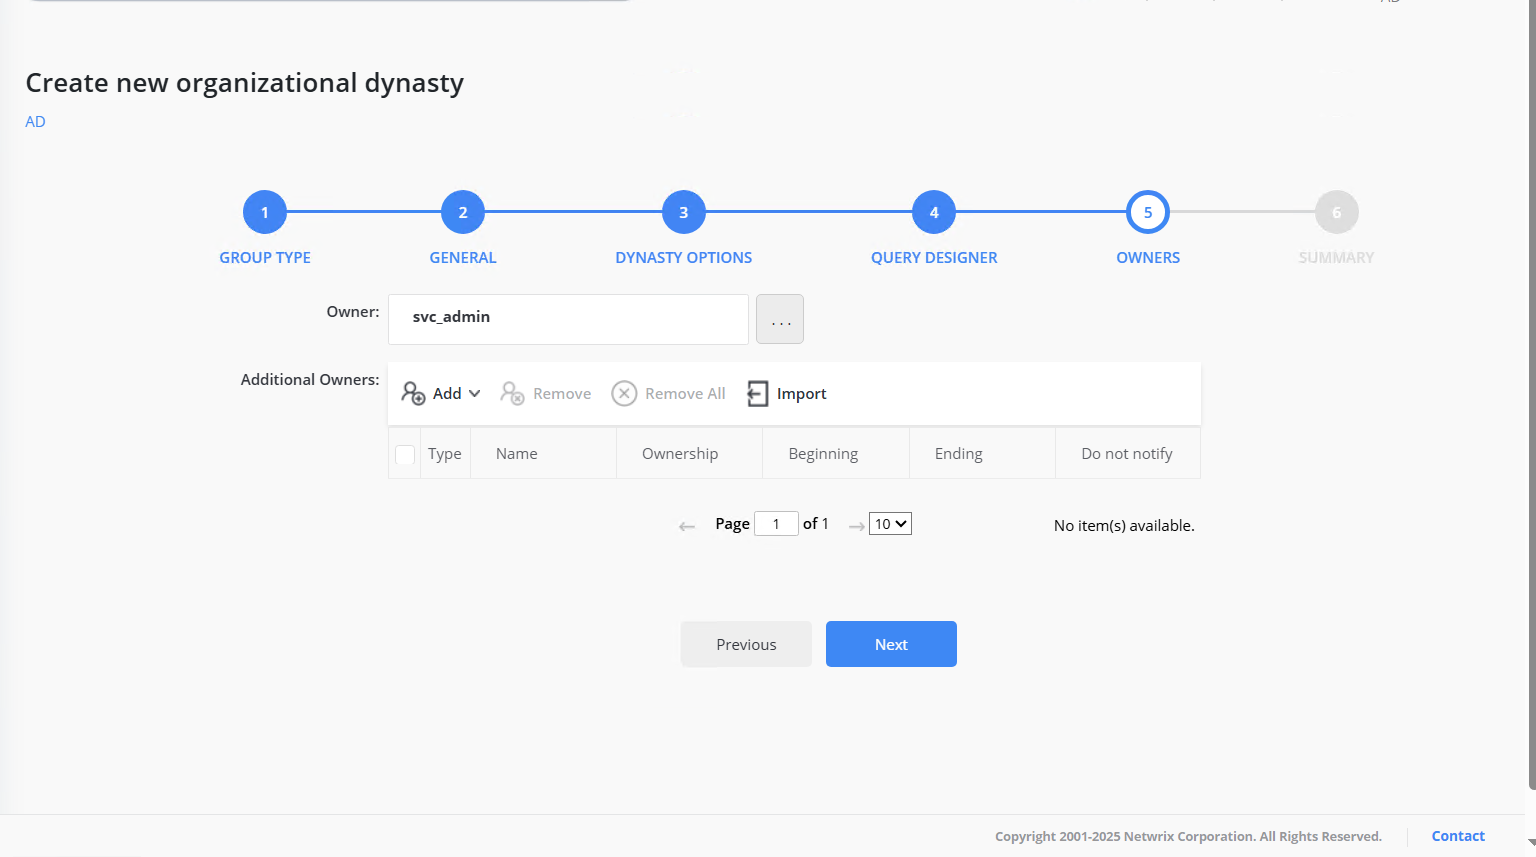 Create new organizational dynasty
AD
1 2 3 4 5 6
GROUP TYPE GENERAL DYNASTY OPTIONS QUERY DESIGNER OWNERS SUMMARY
Owner: svc_admin ...
Additional Owners: Add Remove Remove All Import
Type Name Ownership Beginning Ending Do not notify
Page 1 of 1 10 No item(s) available.
Previous Next
Copyright 2001-2025 Netwrix Corporation. All Rights Reserved. Contact